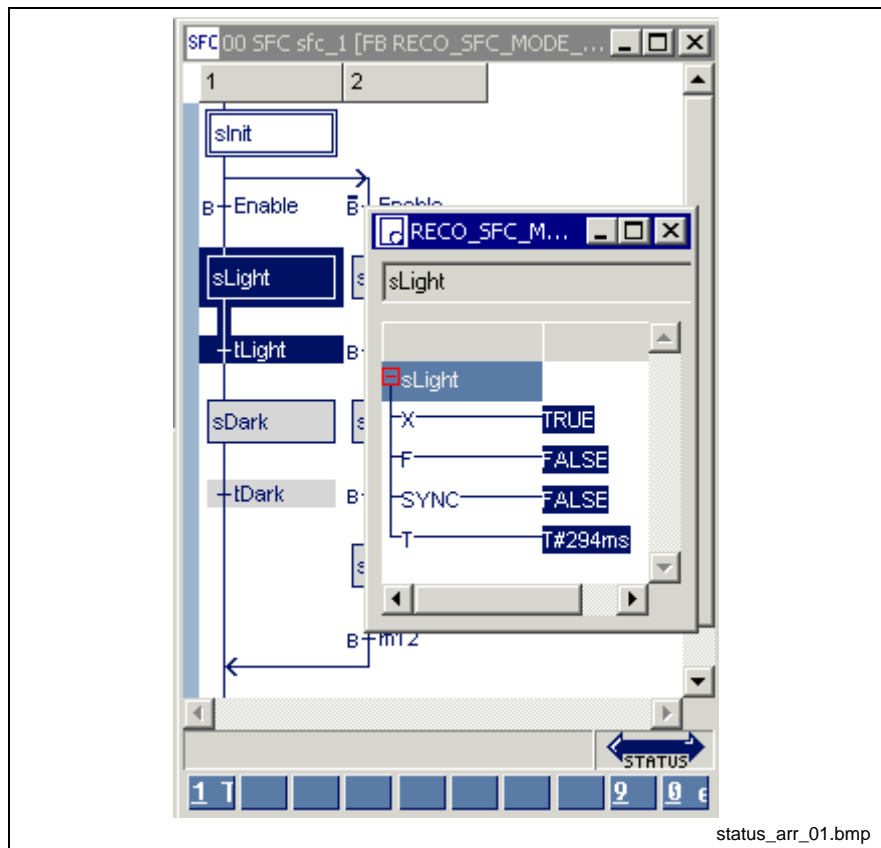 SFC 00 SFC sfc_1 [FB RECO_SFC_MODE_...
1 2
sInit
B Enable B Enable
RECO_SFC_M...
sLight s sLight
tLight B
sLight
sDark s X TRUE
F FALSE
tDark B SYNC FALSE
T T#294ms
s
B m12
STATUS
1 T 9 0 e
status_arr_01.bmp